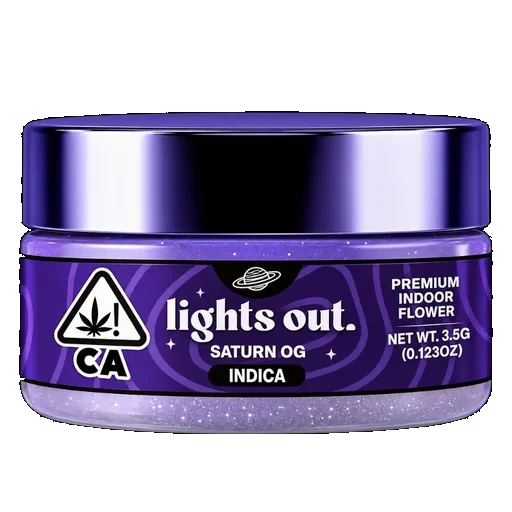 lights out.
SATURN OG
INDICA
CA
PREMIUM
INDOOR
FLOWER
NET WT. 3.5G
(0.123OZ)